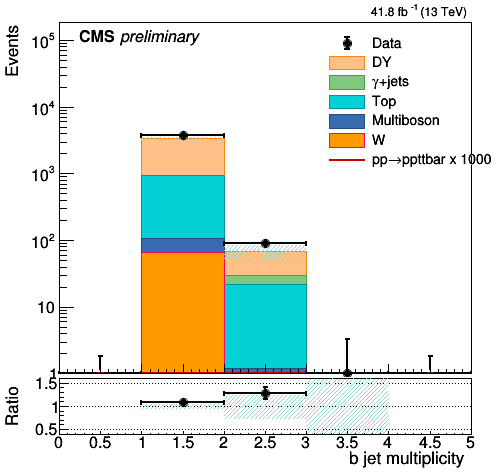 41.8 fb⁻¹ (13 TeV)
Events
CMS preliminary
Data
DY
γ+jets
Top
Multiboson
W
pp→ppttbar x 1000
10⁵
10⁴
10³
10²
10
1
Ratio
1.5
1
0.5
0 0.5 1 1.5 2 2.5 3 3.5 4 4.5 5
b jet multiplicity